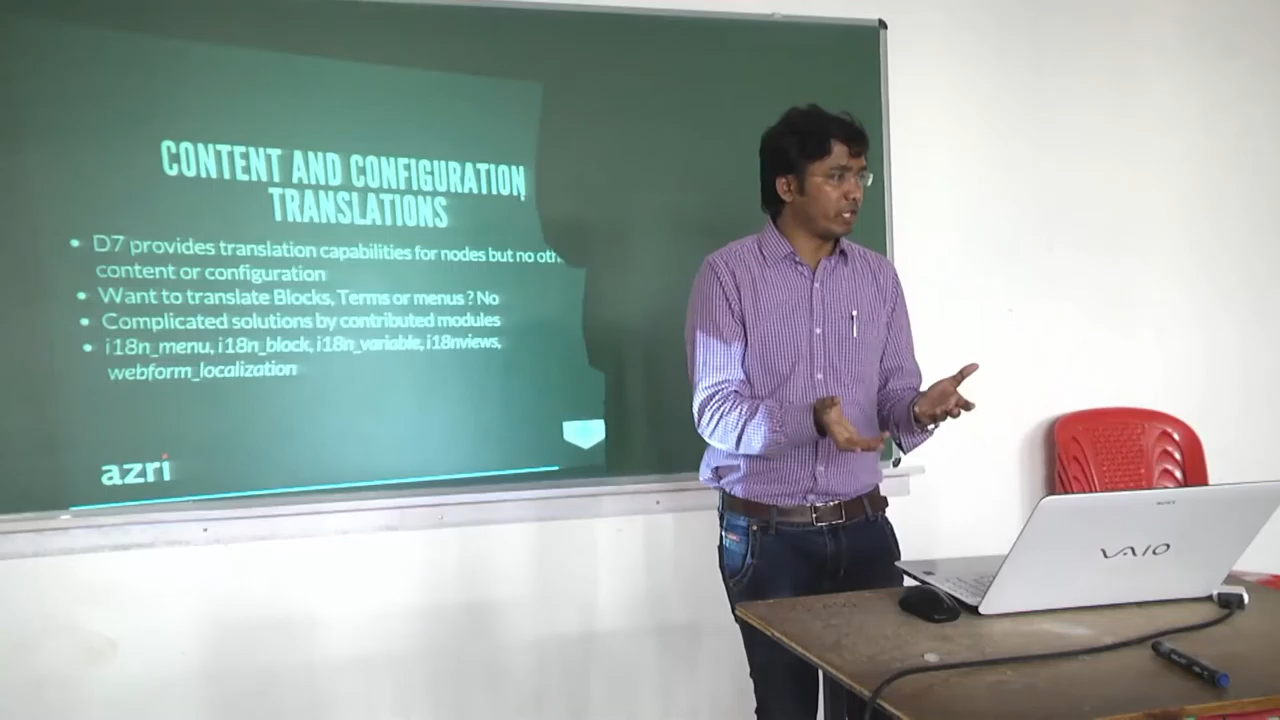 CONTENT AND CONFIGURATION
TRANSLATIONS
• D7 provides translation capabilities for nodes but no
content or configuration
• Want to translate Blocks, Terms or menus ? No
• Complicated solutions by contributed modules
• i18n_menu, i18n_block, i18n_variable, i18nviews,
webform_localization
azri
VAIO